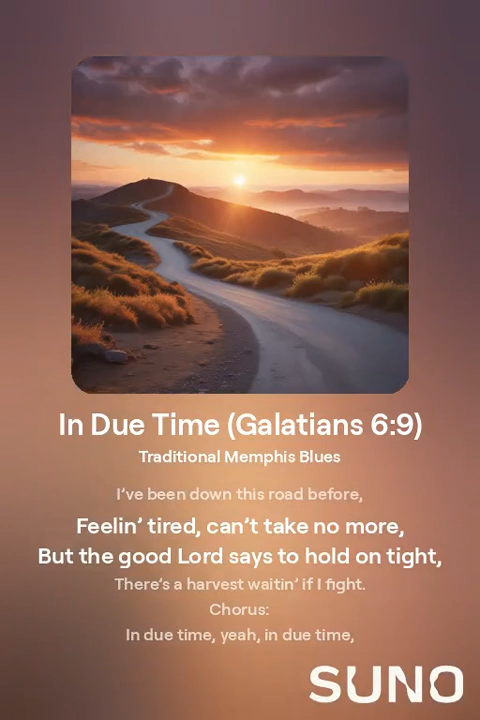 In Due Time (Galatians 6:9)
Traditional Memphis Blues
I’ve been down this road before,
Feelin’ tired, can’t take no more,
But the good Lord says to hold on tight,
There’s a harvest waitin’ if I fight.
Chorus:
In due time, yeah, in due time,
SUNO